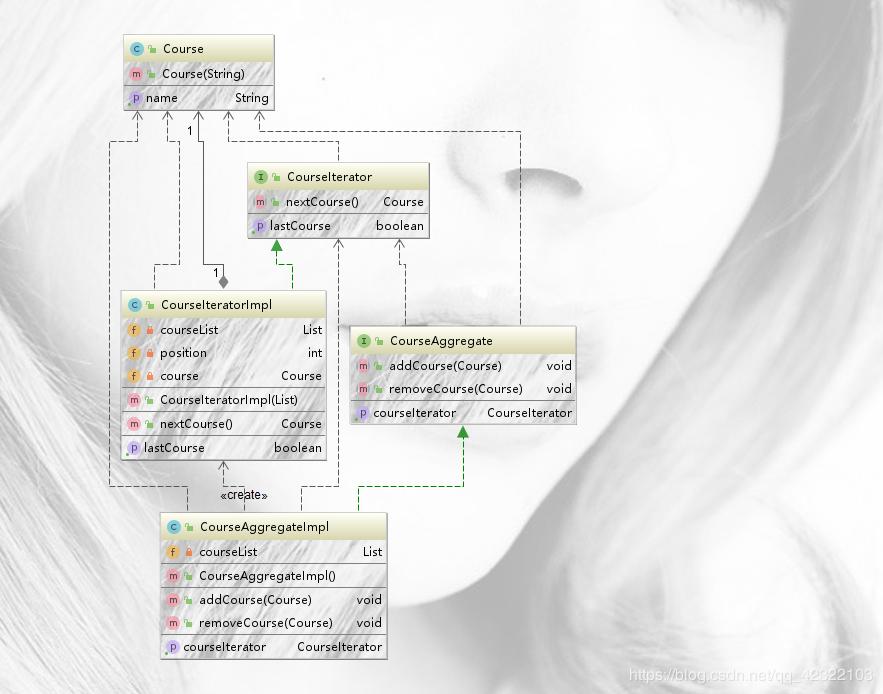 Course
Course(String)
name String
1
CourseIterator
nextCourse() Course
lastCourse boolean
1
CourseIteratorImpl
courseList List
position int
course Course
CourseIteratorImpl(List)
nextCourse() Course
lastCourse boolean
CourseAggregate
addCourse(Course) void
removeCourse(Course) void
courseIterator CourseIterator
«create»
CourseAggregateImpl
courseList List
CourseAggregateImpl()
addCourse(Course) void
removeCourse(Course) void
courseIterator CourseIterator
https://blog.csdn.net/qq_42322103